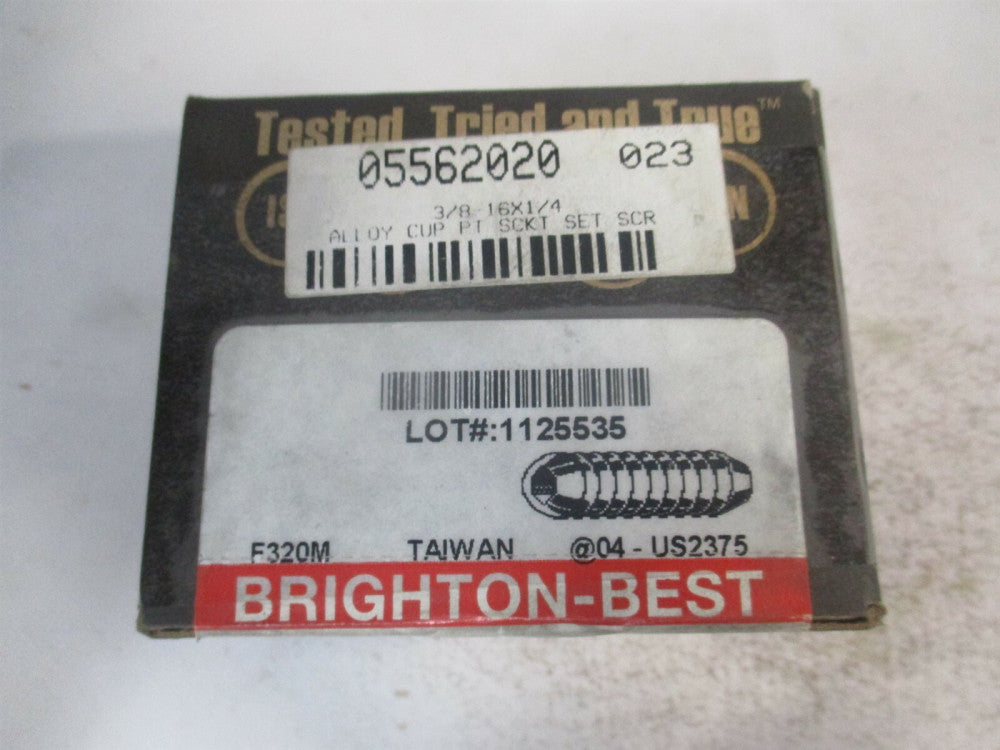 Tested, Tried and True™
05562020 023
3/8-16X1/4
ALLOY CUP PT SCKT SET SCR
LOT#:1125535
F320M TAIWAN @04 - US2375
BRIGHTON-BEST